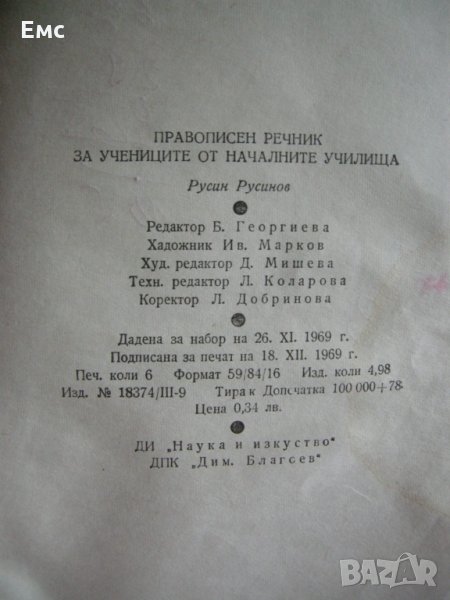 Емс
ПРАВОПИСЕН РЕЧНИК
ЗА УЧЕНИЦИТЕ ОТ НАЧАЛНИТЕ УЧИЛИЩА
Русин Русинов
Редактор Б. Георгиева
Хадожник Ив. Марков
Худ. редактор Д. Мишева
Техн. редактор Л. Коларова
Коректор Л. Добринова
Дадена за набор на 26. XI. 1969 г.
Подписана за печат на 18. XII. 1969 г.
Печ. коли 6 Формат 59/84/16 Изд. коли 4,98
Изд. № 18374/III-9 Тираж Допечатка 100 000+78
Цена 0,34 лв.
ДИ „Наука и изкуство"
ДПК „Дим. Благоев"
BAZAR